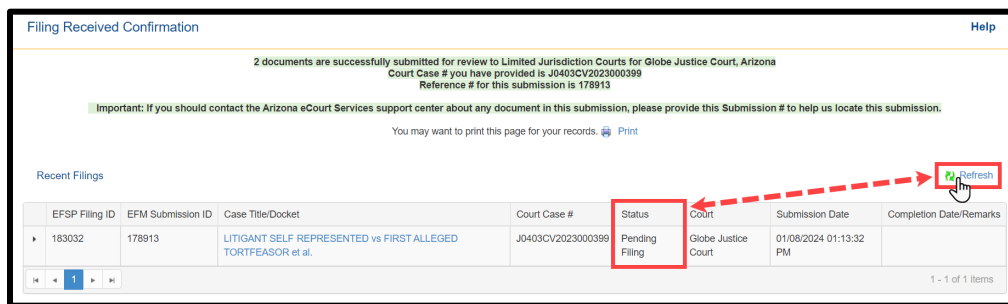 Filing Received Confirmation
Help
2 documents are successfully submitted for review to Limited Jurisdiction Courts for Globe Justice Court, Arizona
Court Case # you have provided is J0403CV2023000399
Reference # for this submission is 178913
Important: If you should contact the Arizona eCourt Services support center about any document in this submission, please provide this Submission # to help us locate this submission.
You may want to print this page for your records. Print
Recent Filings
Refresh
EFSP Filing ID EFM Submission ID Case Title/Docket Court Case # Status Court Submission Date Completion Date/Remarks
183032 178913 LITIGANT SELF REPRESENTED vs FIRST ALLEGED J0403CV2023000399 Pending Globe Justice 01/08/2024 01:13:32
TORTFEASOR et al. Filing Court PM
1
1 - 1 of 1 items